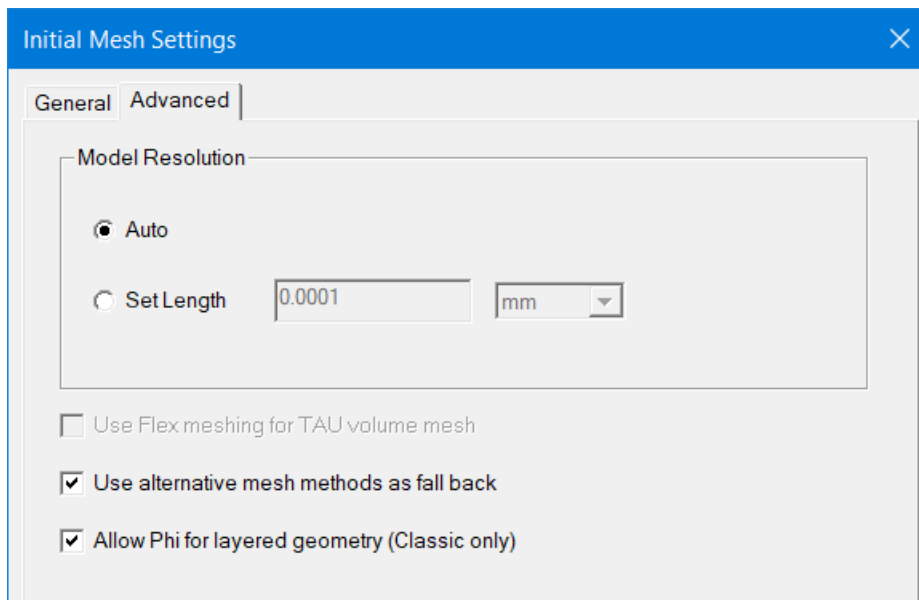 Initial Mesh Settings
General Advanced
Model Resolution
Auto
Set Length 0.0001 mm
Use Flex meshing for TAU volume mesh
Use alternative mesh methods as fall back
Allow Phi for layered geometry (Classic only)